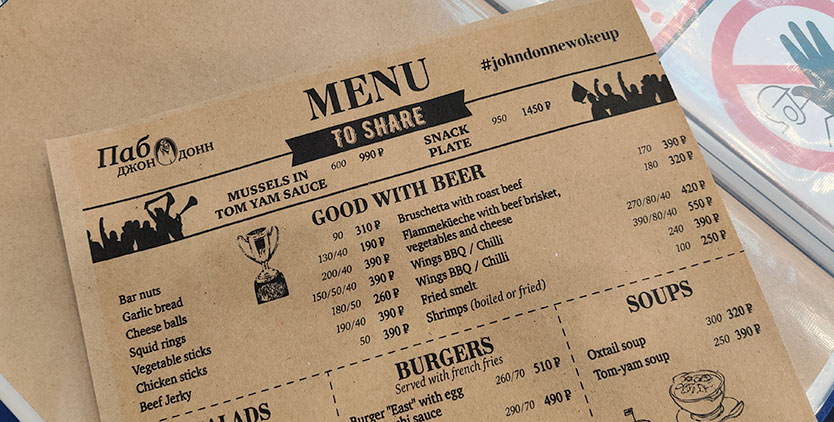 #johndonnewokeup
MENU
Паб
ДЖОН ДОНН
TO SHARE
MUSSELS IN
TOM YAM SAUCE 600 990 ₽
SNACK
PLATE 950 1450 ₽
GOOD WITH BEER
Bar nuts 90 310 ₽
Garlic bread 130/40 190 ₽
Cheese balls 200/40 390 ₽
Squid rings 150/50/40 390 ₽
Vegetable sticks 180/50 260 ₽
Chicken sticks 190/40 390 ₽
Beef Jerky 50 390 ₽
Bruschetta with roast beef 170 390 ₽
Flammeküeche with beef brisket, 180 320 ₽
vegetables and cheese
Wings BBQ / Chilli 270/80/40 420 ₽
Wings BBQ / Chilli 390/80/40 550 ₽
Fried smelt 240 390 ₽
Shrimps (boiled or fried) 100 250 ₽
ALADS
BURGERS
Served with french fries
Burger "East" with egg 260/70 510 ₽
hi sauce
290/70 490 ₽
SOUPS
Oxtail soup 300 320 ₽
Tom-yam soup 250 390 ₽